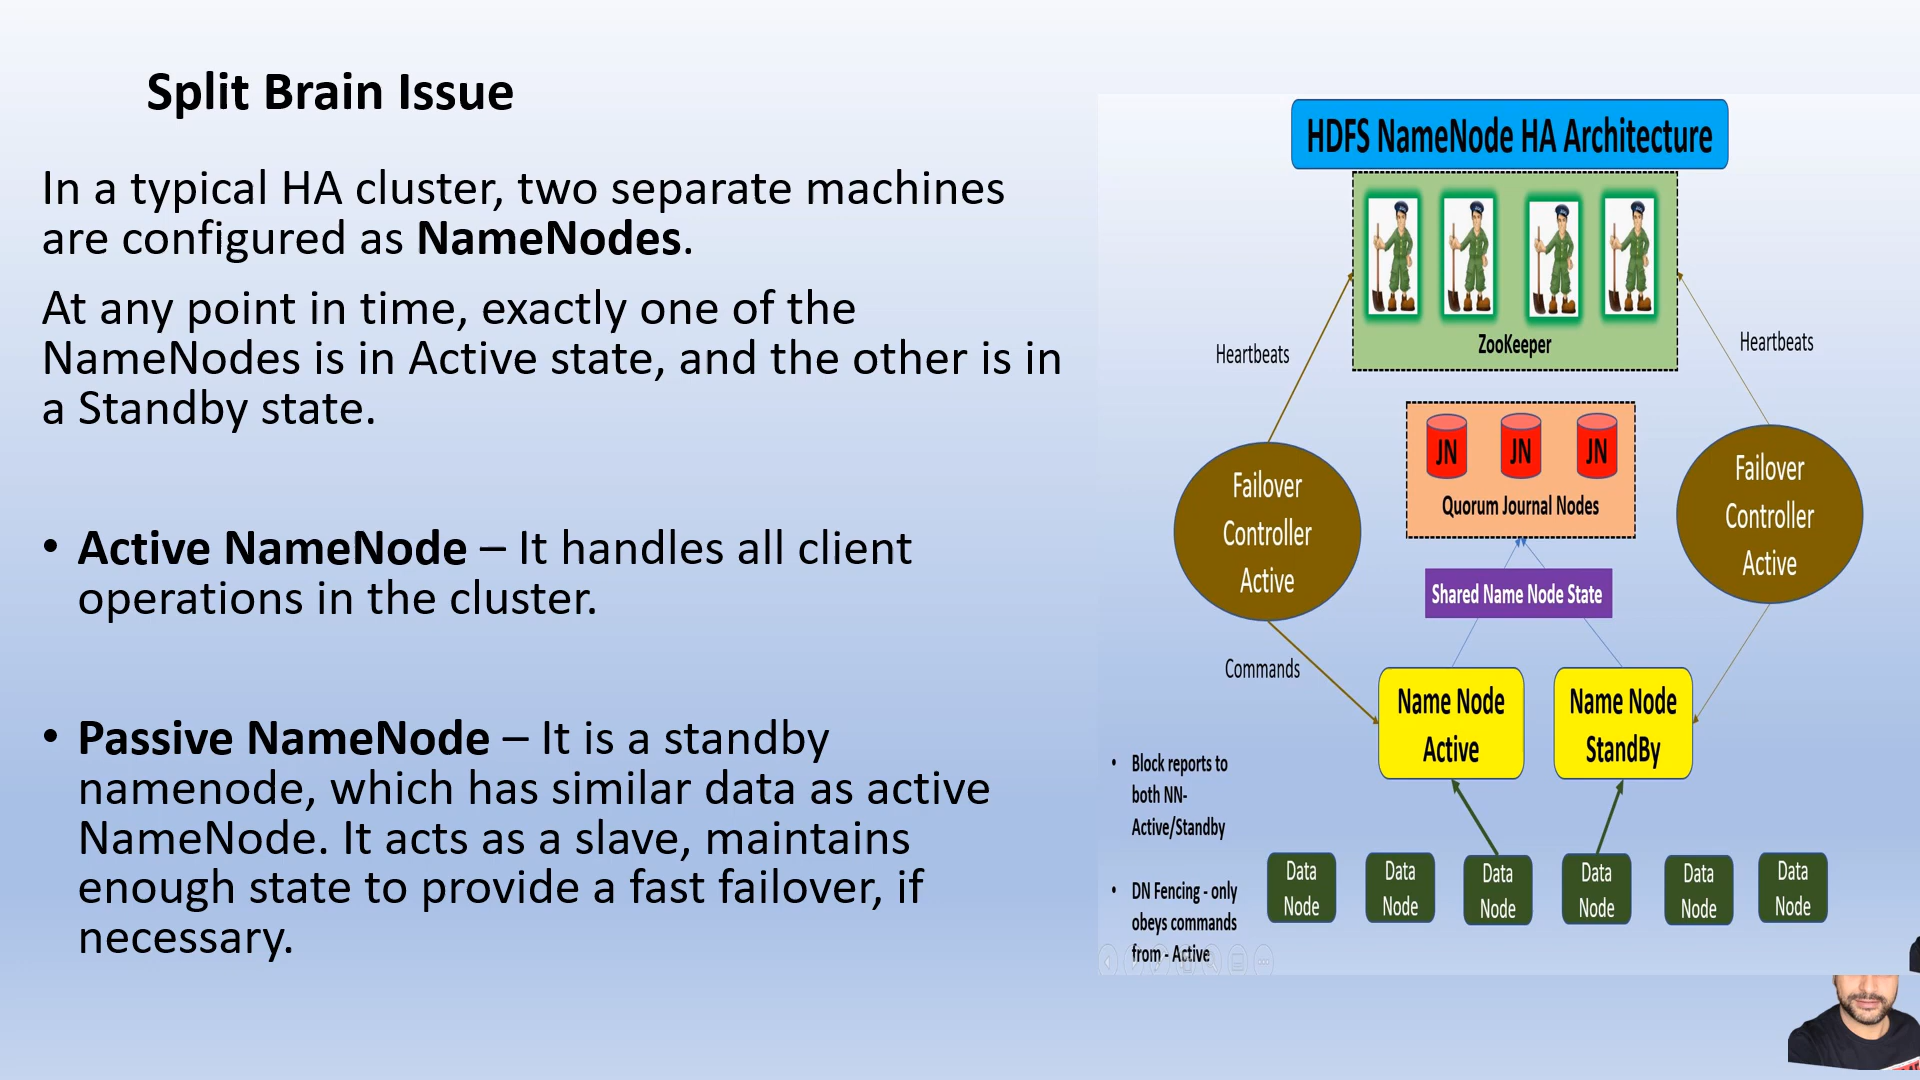 Split Brain Issue
In a typical HA cluster, two separate machines
are configured as NameNodes.
At any point in time, exactly one of the
NameNodes is in Active state, and the other is in
a Standby state.
• Active NameNode – It handles all client
operations in the cluster.
• Passive NameNode – It is a standby
namenode, which has similar data as active
NameNode. It acts as a slave, maintains
enough state to provide a fast failover, if
necessary.
HDFS NameNode HA Architecture
ZooKeeper
Heartbeats
Heartbeats
JN
JN
JN
Quorum Journal Nodes
Failover
Controller
Active
Failover
Controller
Active
Shared Name Node State
Commands
Name Node
Active
Name Node
StandBy
• Block reports to
both NN-
Active/Standby
• DN Fencing - only
obeys commands
from - Active
Data
Node
Data
Node
Data
Node
Data
Node
Data
Node
Data
Node